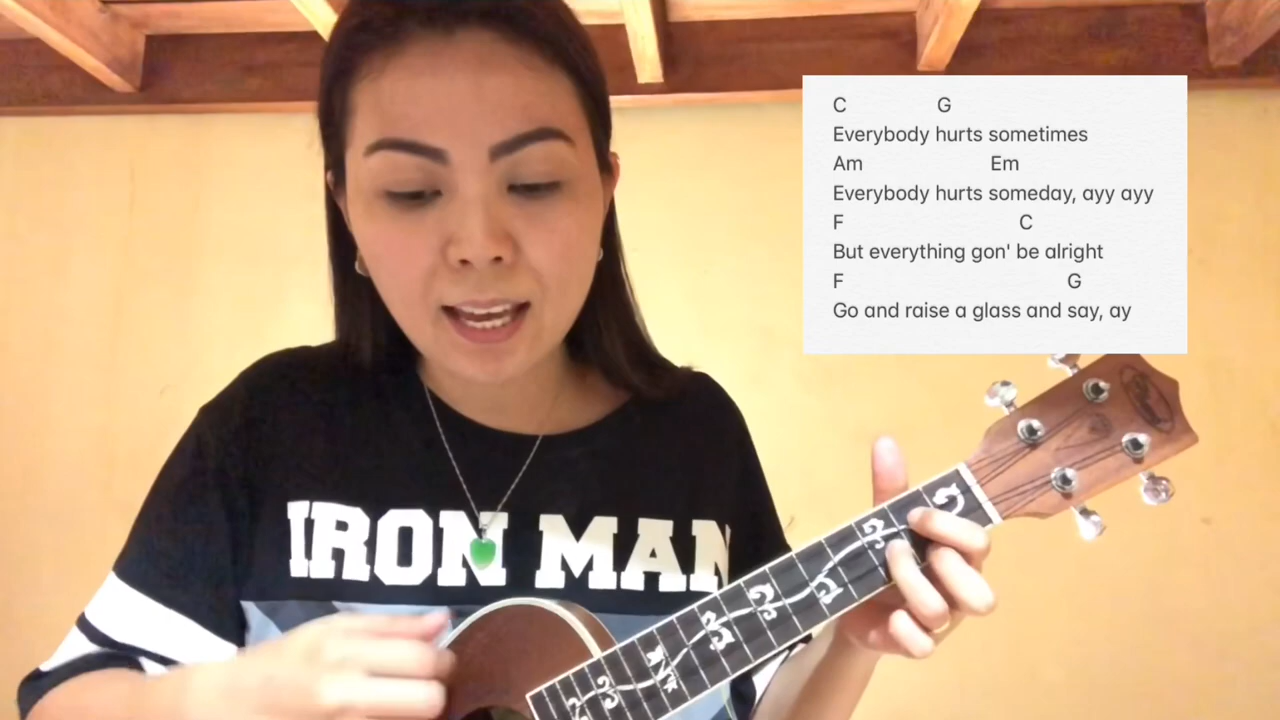 C G
Everybody hurts sometimes
Am Em
Everybody hurts someday, ayy ayy
F C
But everything gon' be alright
F G
Go and raise a glass and say, ay
IRON MAN